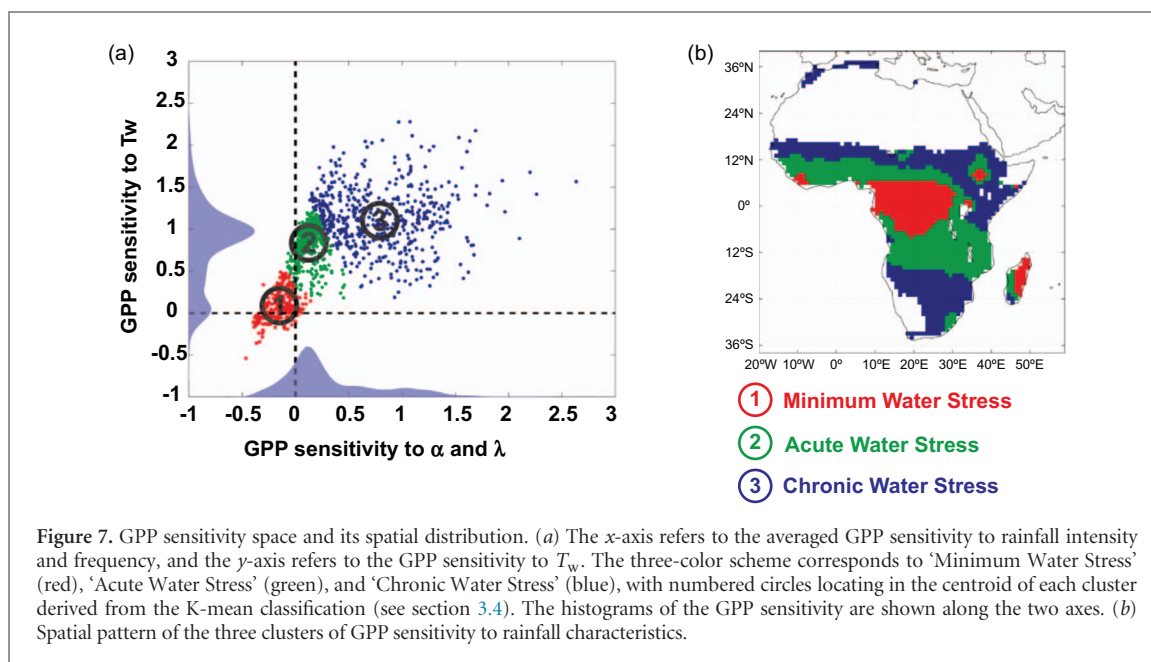 (a)
3
2.5
2
1.5
1
0.5
0
-0.5
-1
GPP sensitivity to Tw
1
2
3
-1 -0.5 0 0.5 1 1.5 2 2.5 3
GPP sensitivity to α and λ
(b)
36ºN
24ºN
12ºN
0º
12ºS
24ºS
36ºS
20ºW 10ºW 0º 10ºE 20ºE 30ºE 40ºE 50ºE
1 Minimum Water Stress
2 Acute Water Stress
3 Chronic Water Stress
Figure 7. GPP sensitivity space and its spatial distribution. (a) The x-axis refers to the averaged GPP sensitivity to rainfall intensity
and frequency, and the y-axis refers to the GPP sensitivity to Tw. The three-color scheme corresponds to ‘Minimum Water Stress’
(red), ‘Acute Water Stress’ (green), and ‘Chronic Water Stress’ (blue), with numbered circles locating in the centroid of each cluster
derived from the K-mean classification (see section 3.4). The histograms of the GPP sensitivity are shown along the two axes. (b)
Spatial pattern of the three clusters of GPP sensitivity to rainfall characteristics.